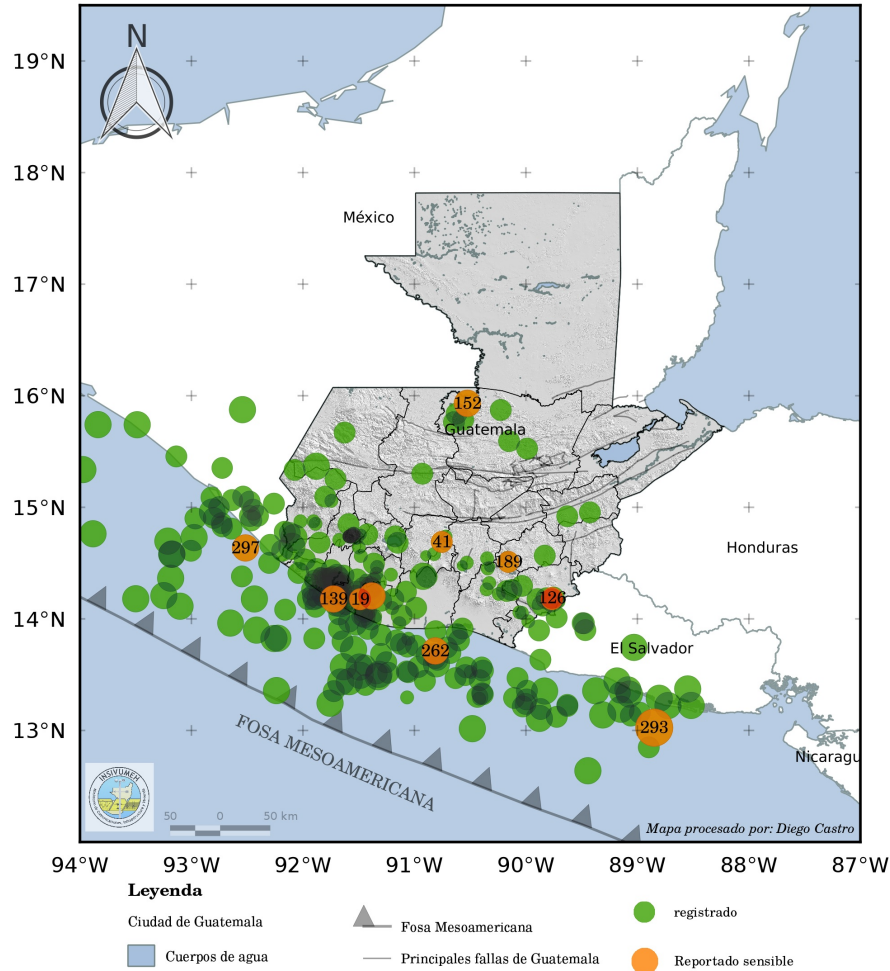 N
19°N
18°N
México
17°N
16°N
152
Guatemala
15°N
297
41
189
Honduras
14°N
139
19
126
262
El Salvador
13°N
293
FOSA MESOAMERICANA
Nicaragu
INSIVUMEH
50 0 50 km
Mapa procesado por: Diego Castro
94°W 93°W 92°W 91°W 90°W 89°W 88°W 87°W
Leyenda
Ciudad de Guatemala
Fosa Mesoamericana
registrado
Cuerpos de agua
Principales fallas de Guatemala
Reportado sensible